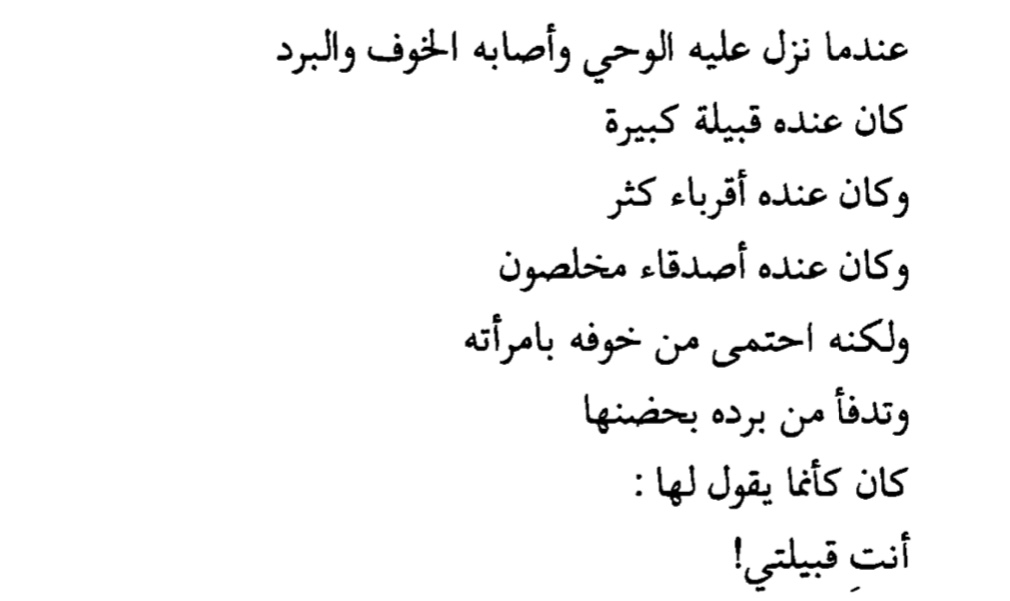 عندما نزل عليه الوحي وأصابه الخوف والبرد
كان عنده قبيلة كبيرة
وكان عنده أقرباء كثر
وكان عنده أصدقاء مخلصون
ولكنه احتمى من خوفه بامرأته
وتدفأ من برده بحضنها
كان كأنما يقول لها :
أنتِ قبيلتي!